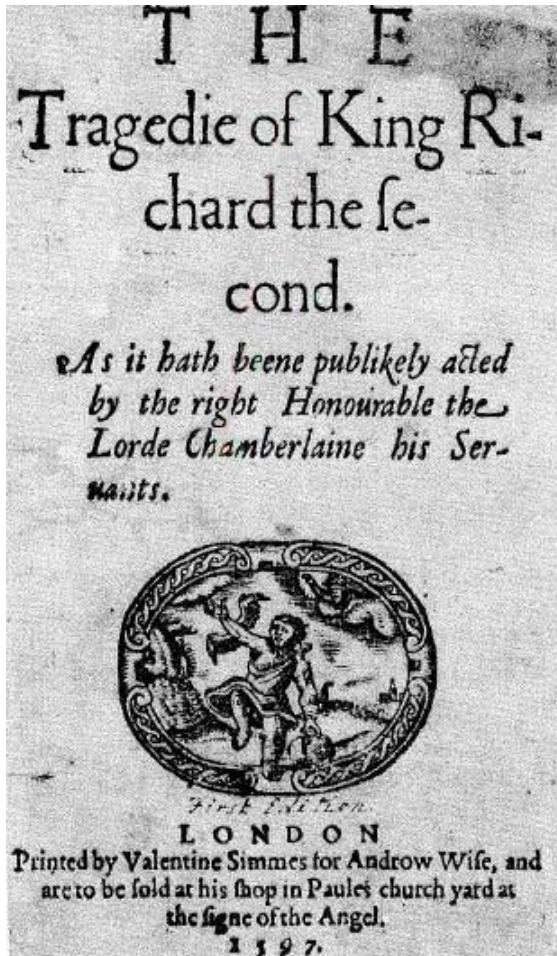 THE
Tragedie of King Ri-
chard the ſe-
cond.
As it hath beene publikely acted
by the right Honourable the
Lorde Chamberlaine his Ser-
uants.
First Edition.
LONDON
Printed by Valentine Simmes for Androw Wiſe, and
are to be ſold at his ſhop in Paules church yard at
the ſigne of the Angel.
1597.